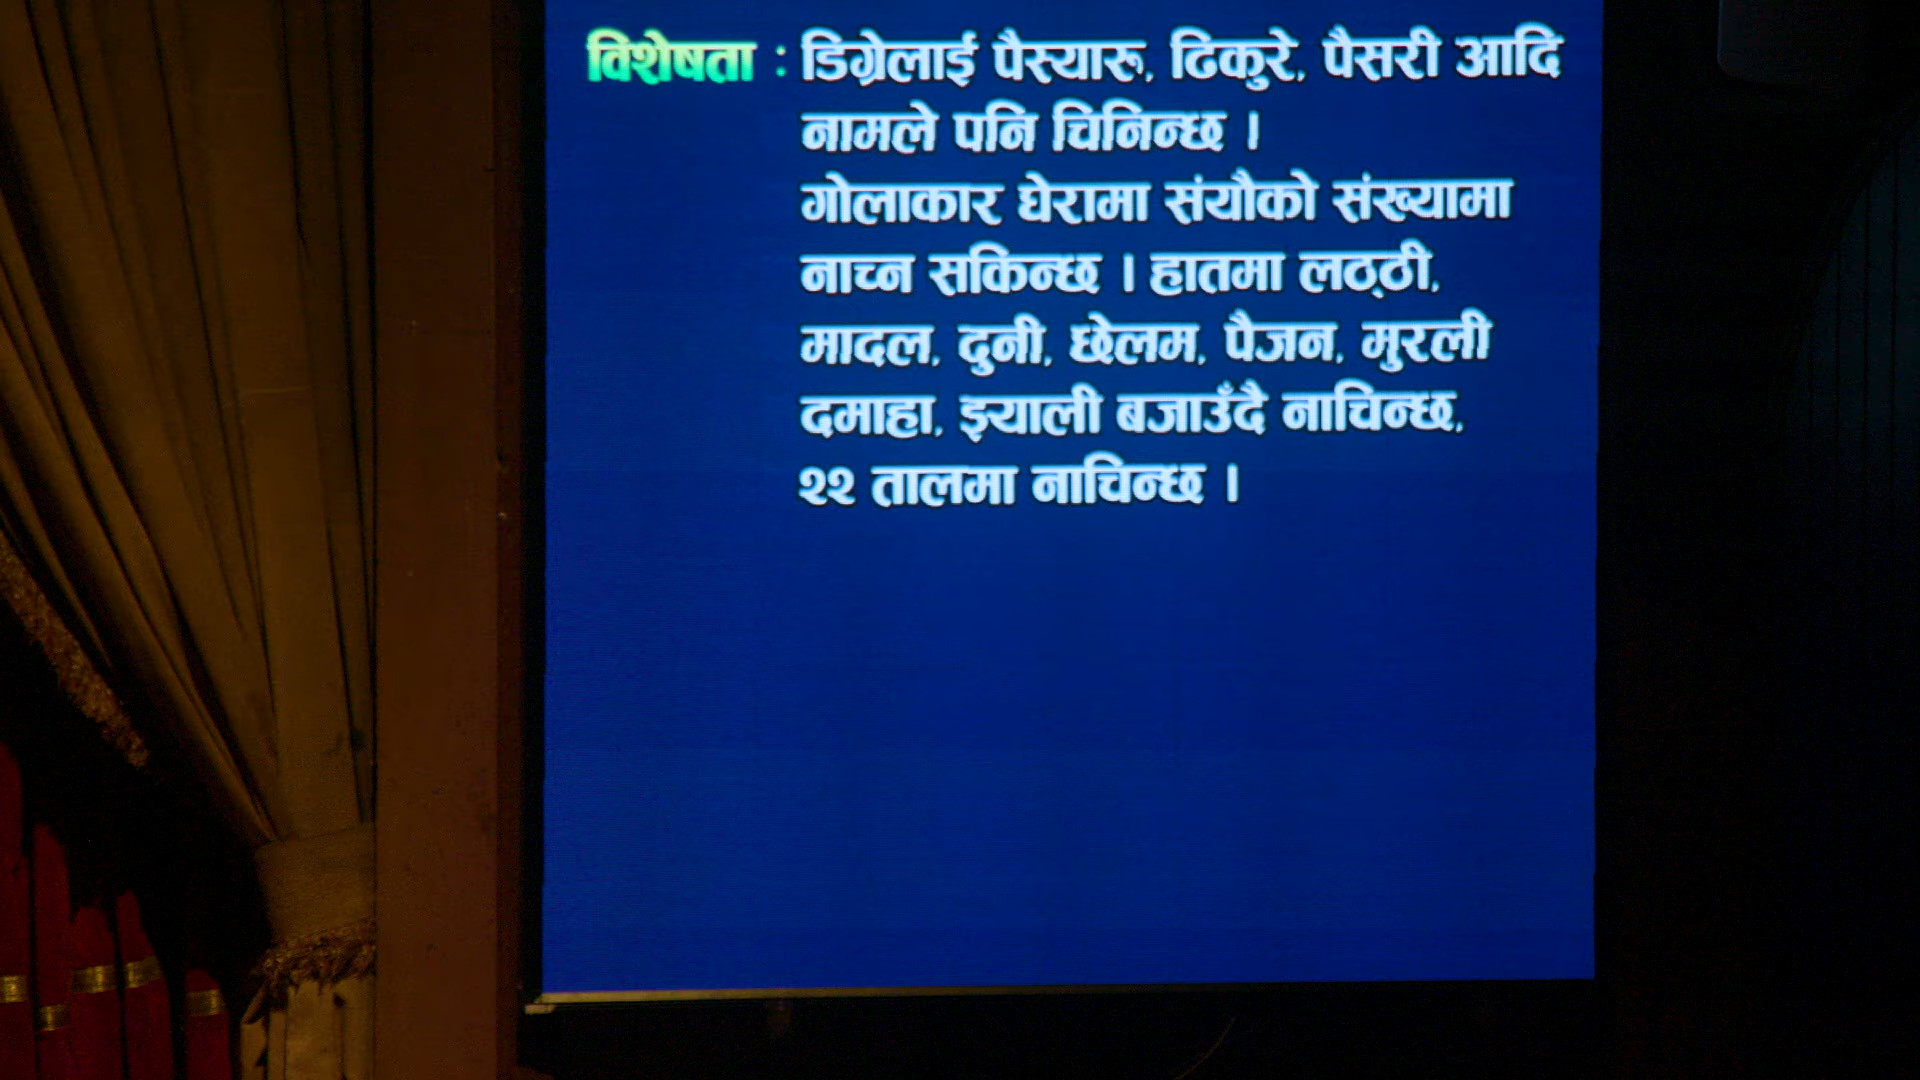 विशेषता : डिग्रेलाई पैस्यारू, ढिकुरे, पैसरी आदि
नामले पनि चिनिन्छ ।
गोलाकार घेरामा संयौको संख्यामा
नाच्न सकिन्छ । हातमा लठ्ठी,
मादल, दुनी, छेलम, पैजन, मुरली
दमाहा, झ्याली बजाउँदै नाचिन्छ,
२२ तालमा नाचिन्छ ।